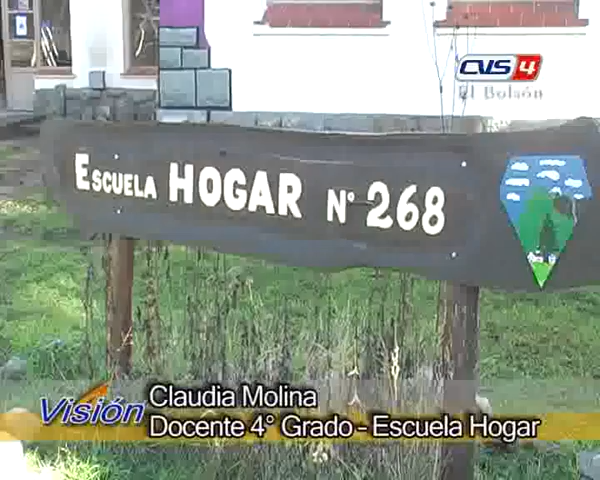 CVS 4
El Bolsón
ESCUELA HOGAR N° 268
Visión
Claudia Molina
Docente 4° Grado - Escuela Hogar